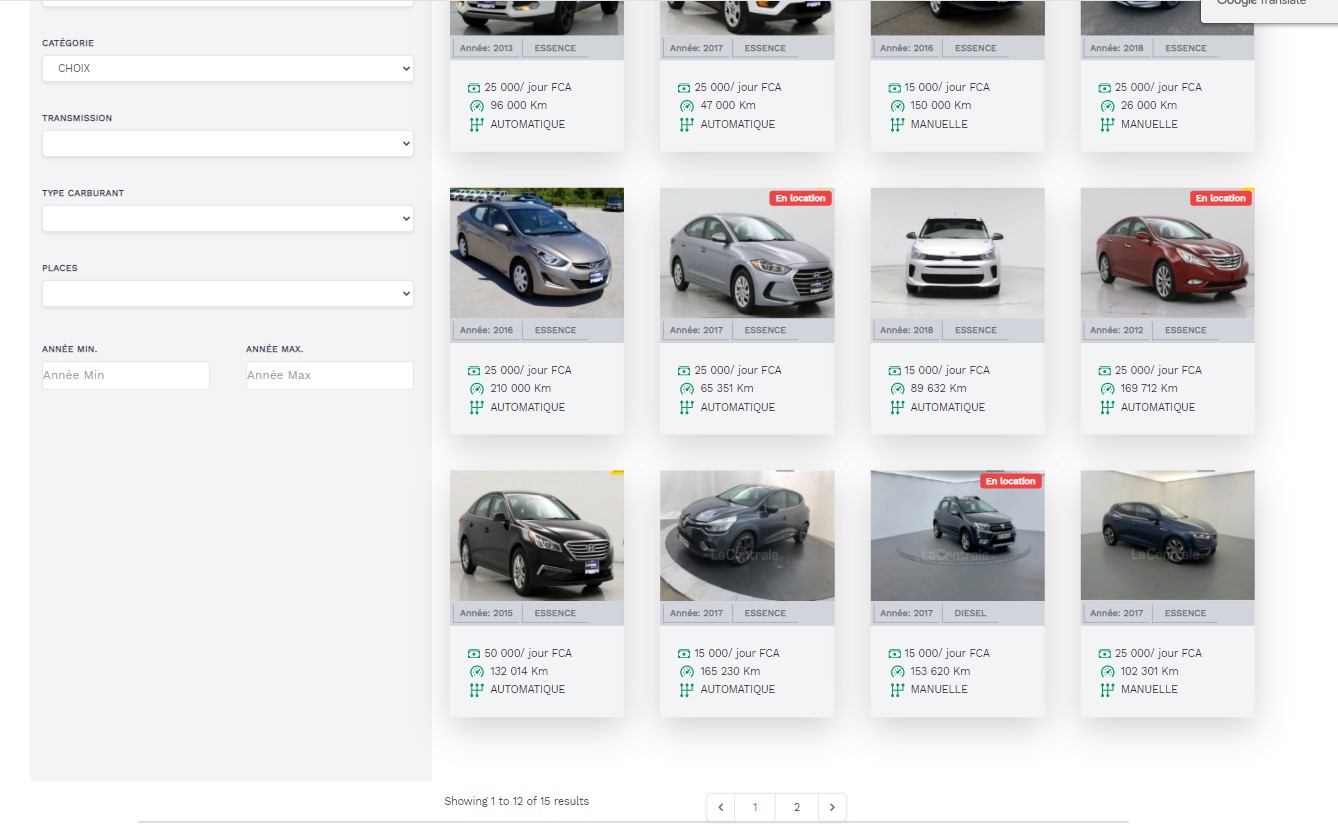 Google Translate
CATÉGORIE
CHOIX
TRANSMISSION
TYPE CARBURANT
PLACES
ANNÉE MIN.
ANNÉE MAX.
Année Min
Année Max
Année: 2013 ESSENCE
25 000/ jour FCA
96 000 Km
AUTOMATIQUE
Année: 2017 ESSENCE
25 000/ jour FCA
47 000 Km
AUTOMATIQUE
Année: 2016 ESSENCE
15 000/ jour FCA
150 000 Km
MANUELLE
Année: 2018 ESSENCE
25 000/ jour FCA
26 000 Km
MANUELLE
Année: 2016 ESSENCE
25 000/ jour FCA
210 000 Km
AUTOMATIQUE
En location
Année: 2017 ESSENCE
25 000/ jour FCA
65 351 Km
AUTOMATIQUE
Année: 2018 ESSENCE
15 000/ jour FCA
89 632 Km
AUTOMATIQUE
En location
Année: 2012 ESSENCE
25 000/ jour FCA
169 712 Km
AUTOMATIQUE
Année: 2015 ESSENCE
50 000/ jour FCA
132 014 Km
AUTOMATIQUE
LaCentrale
Année: 2017 ESSENCE
15 000/ jour FCA
165 230 Km
AUTOMATIQUE
En location
LaCentrale
Année: 2017 DIESEL
15 000/ jour FCA
153 620 Km
MANUELLE
LaCentrale
Année: 2017 ESSENCE
25 000/ jour FCA
102 301 Km
MANUELLE
Showing 1 to 12 of 15 results
1 2